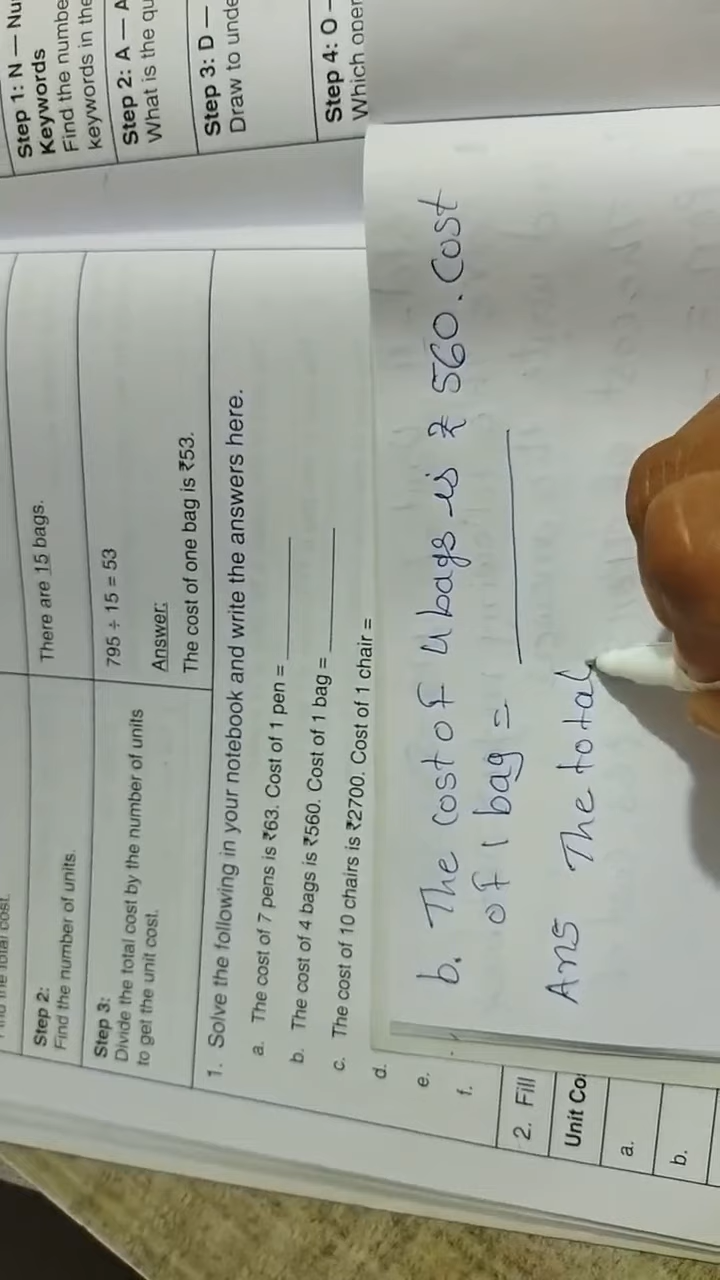 Step 1: N — Nu
Keywords
Find the numbe
keywords in the
Step 2: A — A
What is the qu
Step 3: D —
Draw to unde
Step 4: O –
Which oper
total cost.
Step 2:
Find the number of units.
There are 15 bags.
Step 3:
Divide the total cost by the number of units
to get the unit cost.
795 ÷ 15 = 53
Answer:
The cost of one bag is ₹53.
1. Solve the following in your notebook and write the answers here.
a. The cost of 7 pens is ₹63. Cost of 1 pen =
b. The cost of 4 bags is ₹560. Cost of 1 bag =
c. The cost of 10 chairs is ₹2700. Cost of 1 chair =
d.
e.
f.
2. Fill
Unit Co
a.
b.
b. The cost of 4 bags is ₹ 560. Cost
of 1 bag =
Ans The total